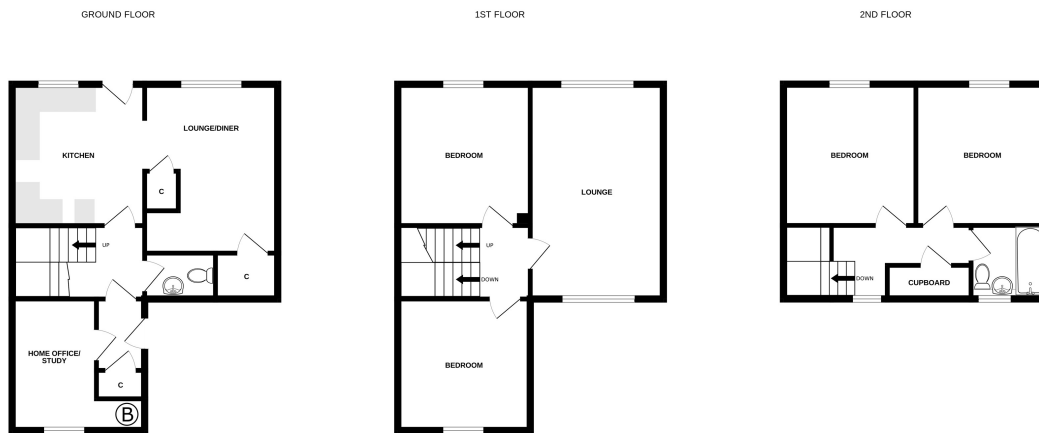 GROUND FLOOR
LOUNGE/DINER
KITCHEN
C
UP
C
HOME OFFICE/
STUDY
C
B
1ST FLOOR
BEDROOM
LOUNGE
UP
DOWN
BEDROOM
2ND FLOOR
BEDROOM
BEDROOM
DOWN
CUPBOARD